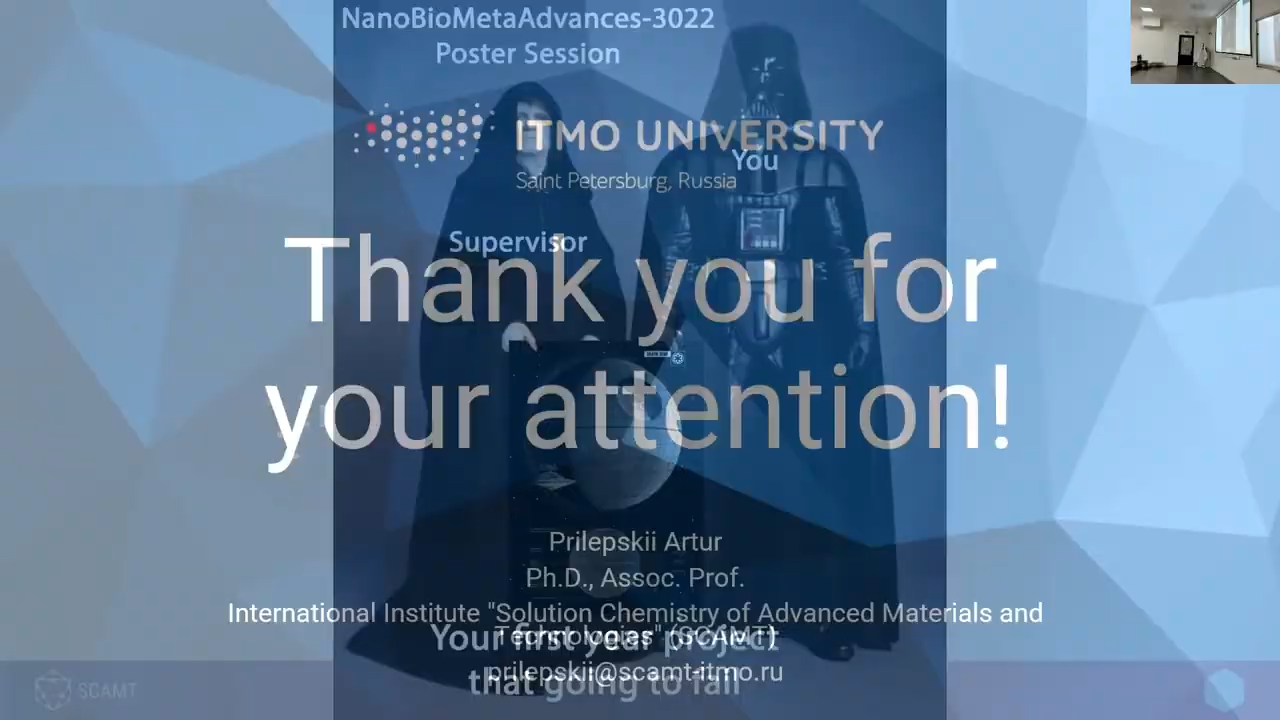 NanoBioMetaAdvances-3022
Poster Session
ITMO UNIVERSITY
You
Saint Petersburg, Russia
Supervisor
Thank you for
your attention!
Prilepskii Artur
Ph.D., Assoc. Prof.
International Institute "Solution Chemistry of Advanced Materials and
Technologies" (SCAMT)
Your first year project
prilepskii@scamt-itmo.ru
that going to fail
SCAMT